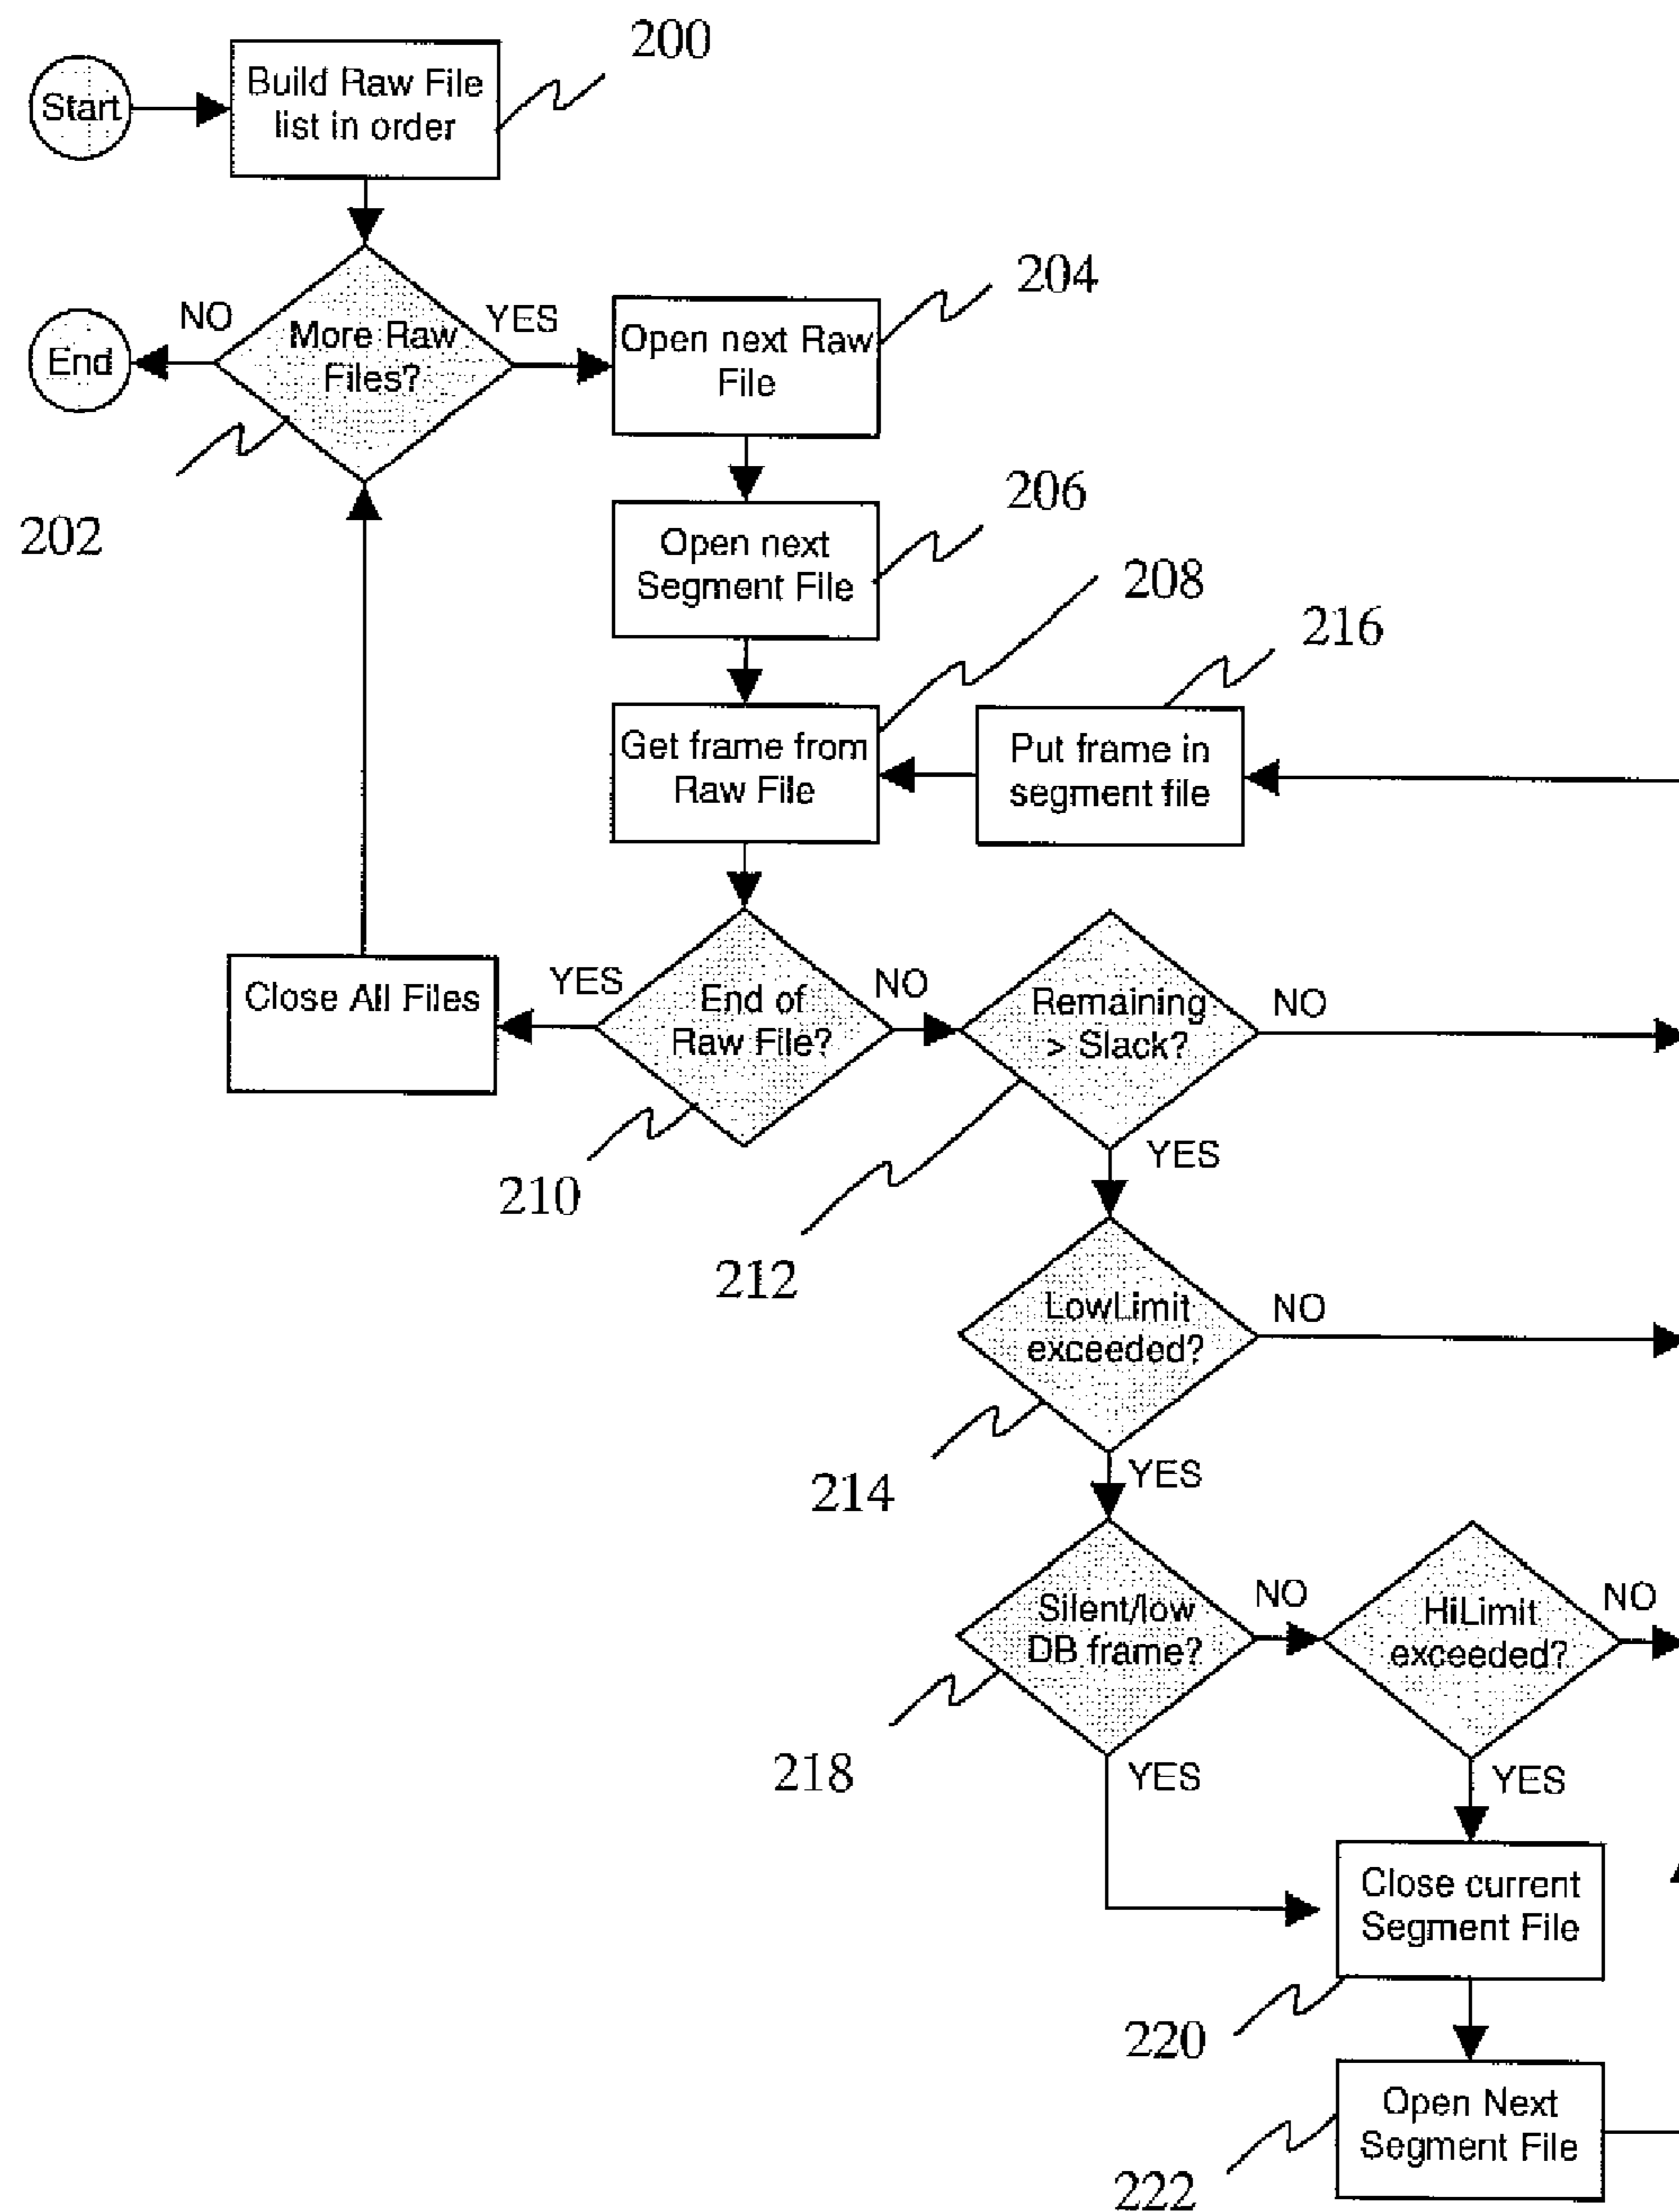 200
Start
Build Raw File
list in order
204
NO
YES
End
More Raw
Files?
Open next Raw
File
202
206
Open next
Segment File
208
216
Get frame from
Raw File
Put frame in
segment file
Close All Files
YES
End of
Raw File?
NO
Remaining
> Slack?
NO
210
YES
212
LowLimit
exceeded?
NO
214
YES
Silent/low
DB frame?
NO
HiLimit
exceeded?
NO
218
YES
YES
Close current
Segment File
220
Open Next
Segment File
222